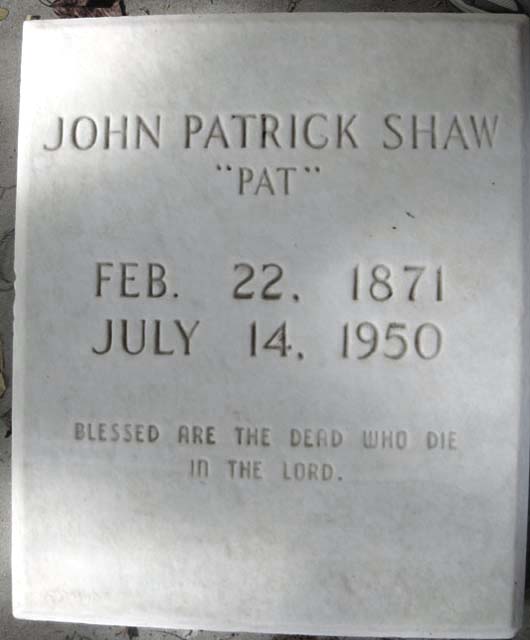 JOHN PATRICK SHAW
"PAT"
FEB. 22, 1871
JULY 14, 1950
BLESSED ARE THE DEAD WHO DIE
IN THE LORD.